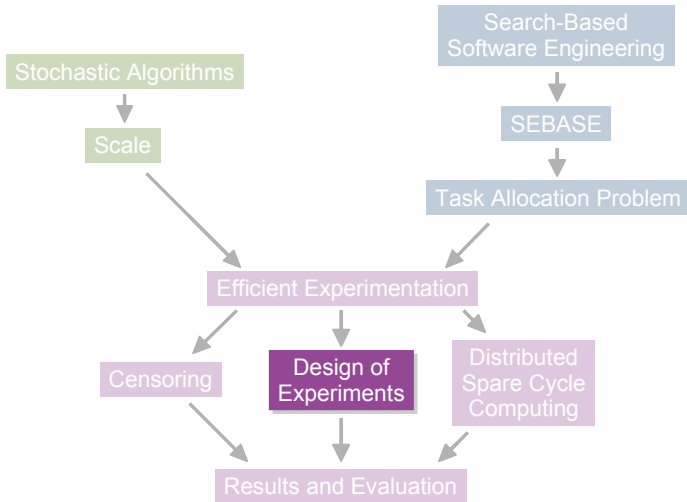 Search-Based
Software Engineering
Stochastic Algorithms
SEBASE
Scale
Task Allocation Problem
Efficient Experimentation
Censoring
Design of
Experiments
Distributed
Spare Cycle
Computing
Results and Evaluation